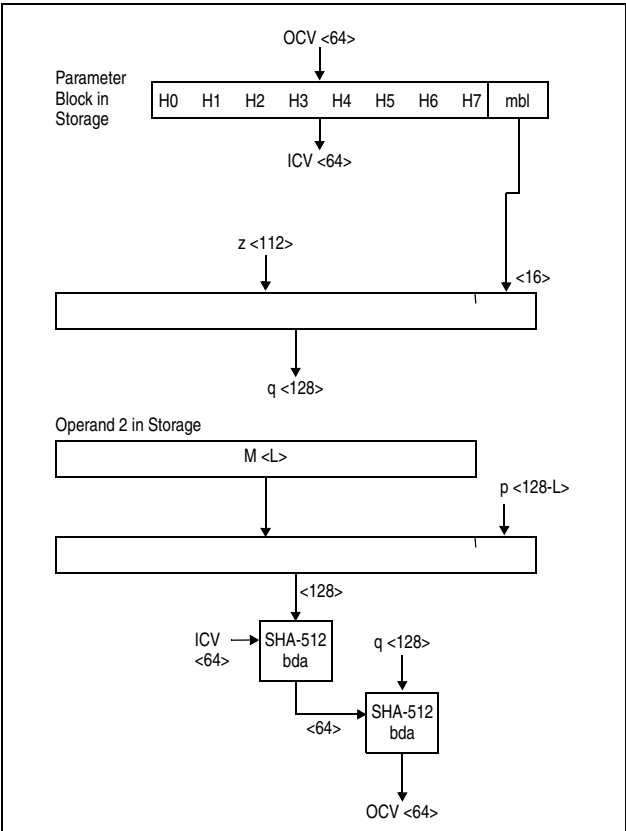 OCV <64>
Parameter
Block in
Storage
H0 H1 H2 H3 H4 H5 H6 H7 mbl
ICV <64>
z <112>
<16>
q <128>
Operand 2 in Storage
M <L>
p <128-L>
<128>
ICV
<64>
SHA-512
bda
q <128>
<64>
SHA-512
bda
OCV <64>